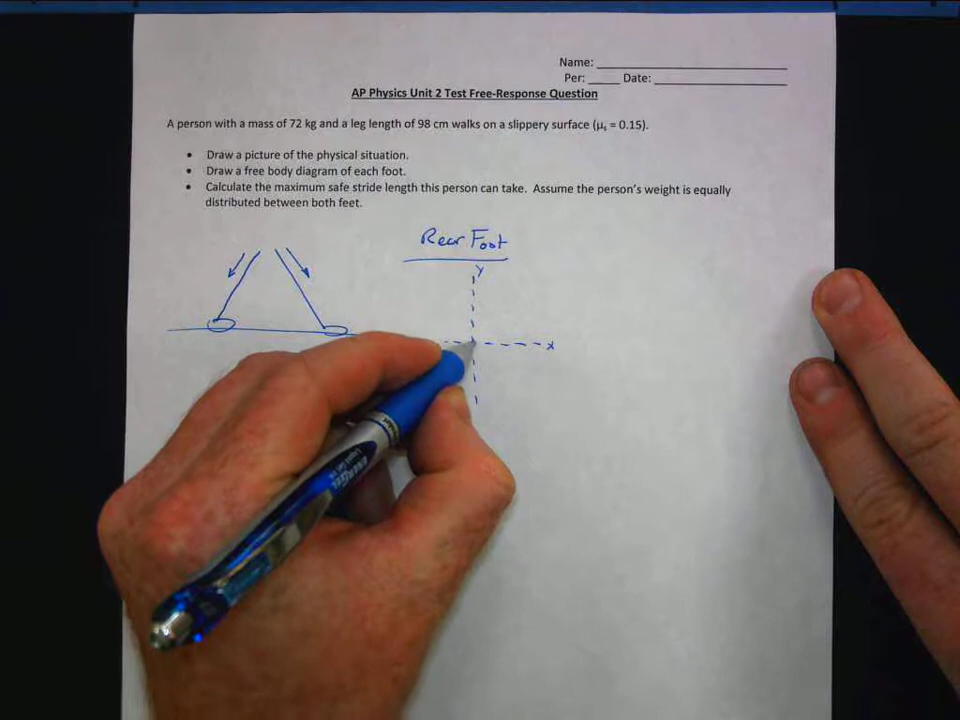 Name: ____________________
Per: _____ Date: ____________________
AP Physics Unit 2 Test Free-Response Question
A person with a mass of 72 kg and a leg length of 98 cm walks on a slippery surface (μs = 0.15).
• Draw a picture of the physical situation.
• Draw a free body diagram of each foot.
• Calculate the maximum safe stride length this person can take. Assume the person's weight is equally
distributed between both feet.
Rear Foot
y
x